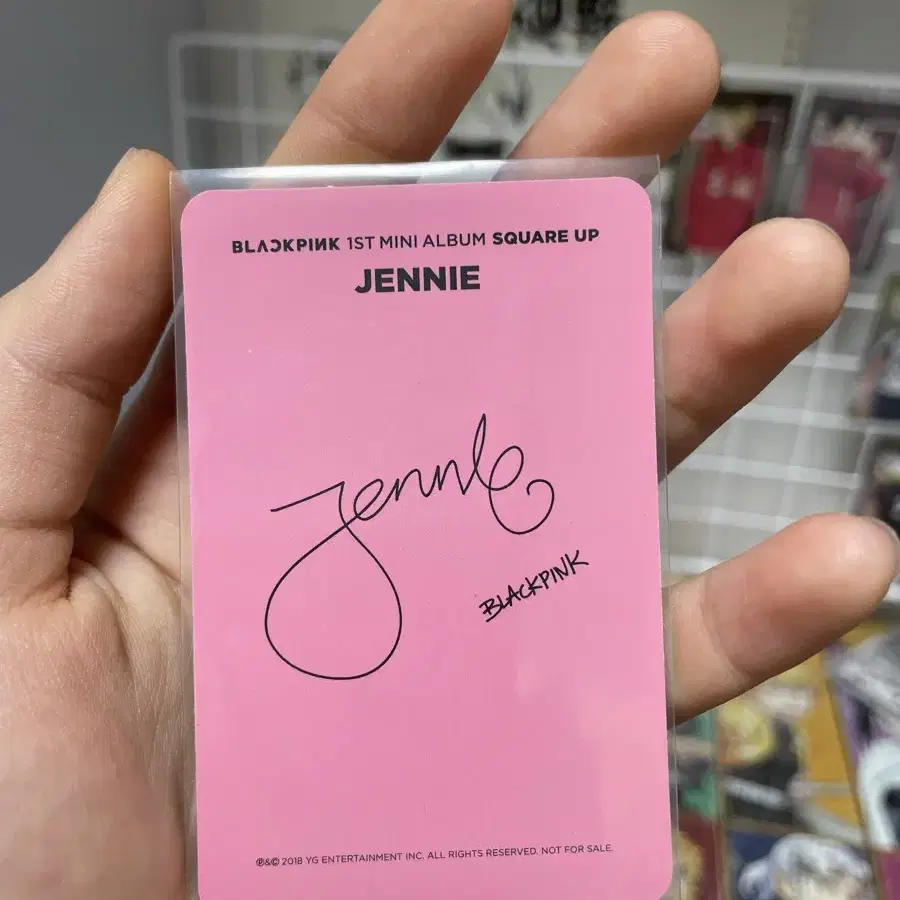 BLACKPINK 1ST MINI ALBUM SQUARE UP
JENNIE
Jennie
BLACKPINK
℗&© 2018 YG ENTERTAINMENT INC. ALL RIGHTS RESERVED. NOT FOR SALE.